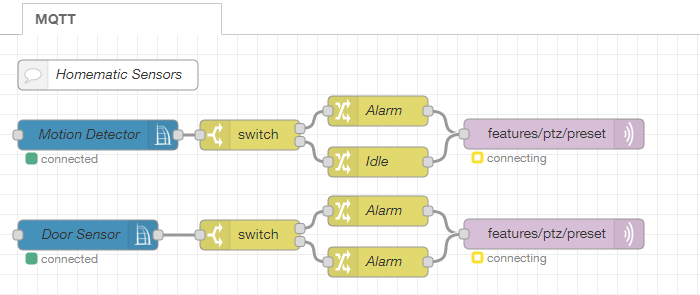 MQTT
Homematic Sensors
Motion Detector
switch
Alarm
Idle
features/ptz/preset
connected
connecting
Door Sensor
switch
Alarm
Alarm
features/ptz/preset
connected
connecting